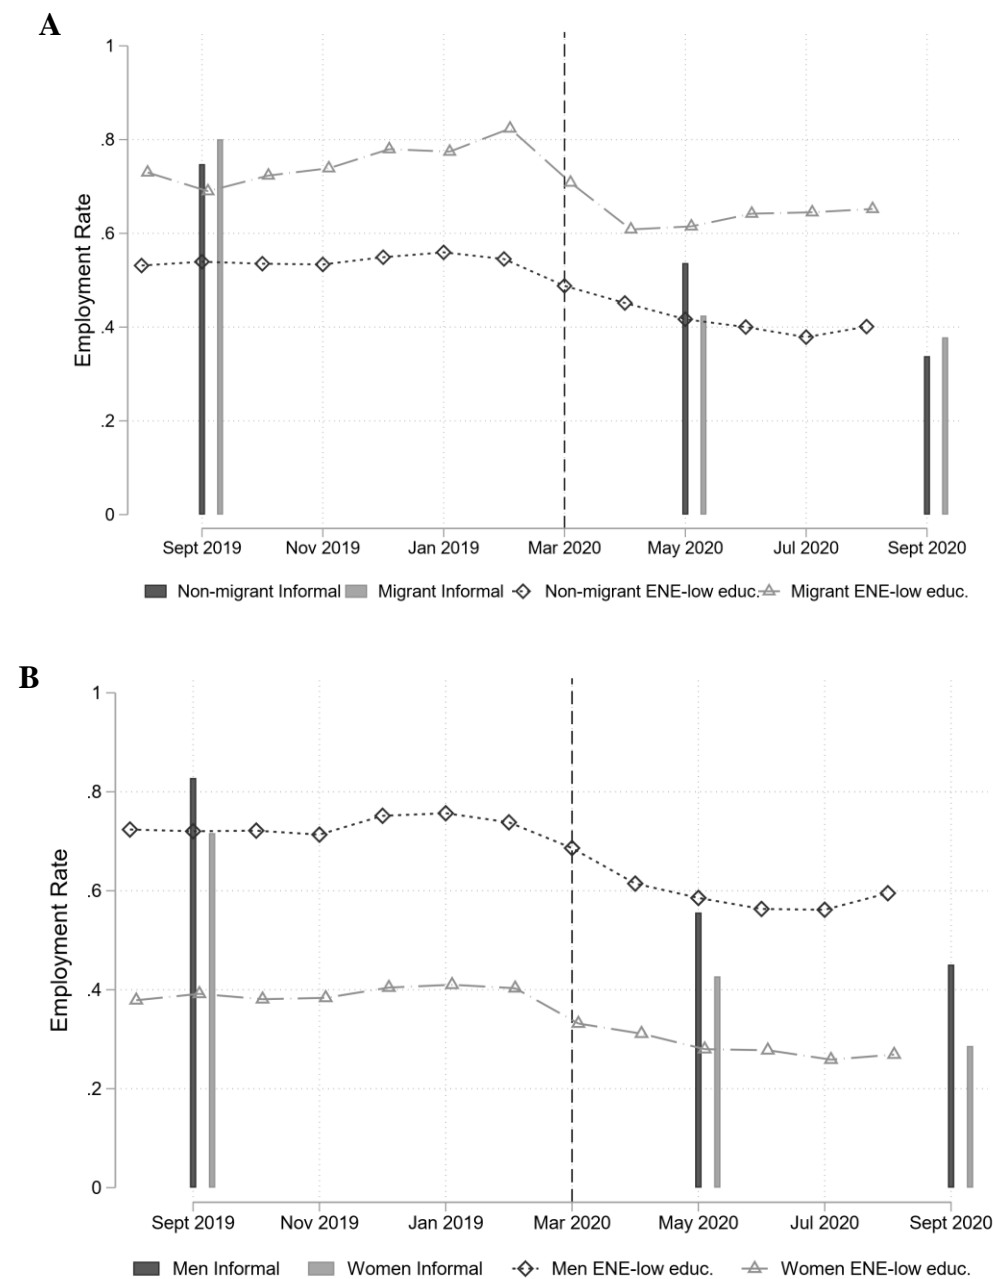 A
1
.8
.6
.4
.2
0
Employment Rate
Sept 2019 Nov 2019 Jan 2019 Mar 2020 May 2020 Jul 2020 Sept 2020
Non-migrant Informal Migrant Informal Non-migrant ENE-low educ. Migrant ENE-low educ.
B
1
.8
.6
.4
.2
0
Employment Rate
Sept 2019 Nov 2019 Jan 2019 Mar 2020 May 2020 Jul 2020 Sept 2020
Men Informal Women Informal Men ENE-low educ. Women ENE-low educ.